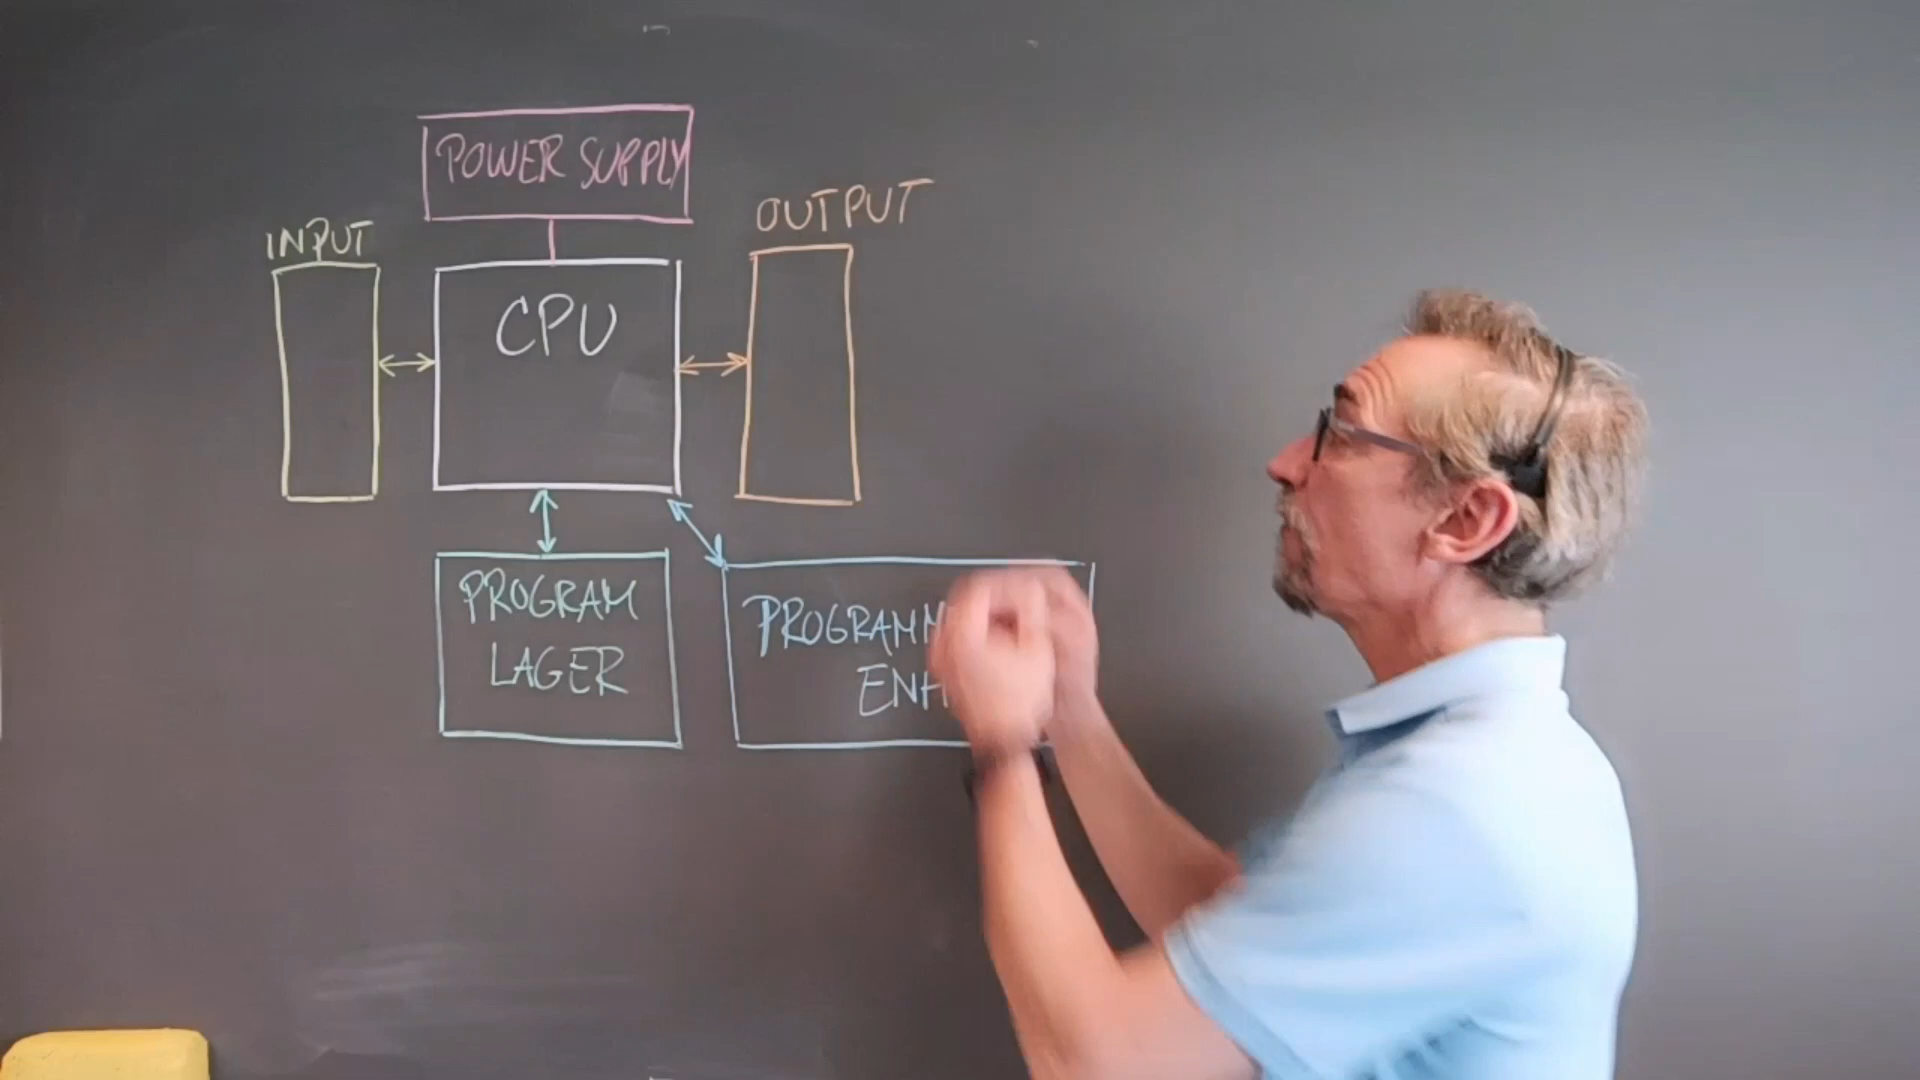 POWER SUPPLY
INPUT
OUTPUT
CPU
PROGRAM
LAGER